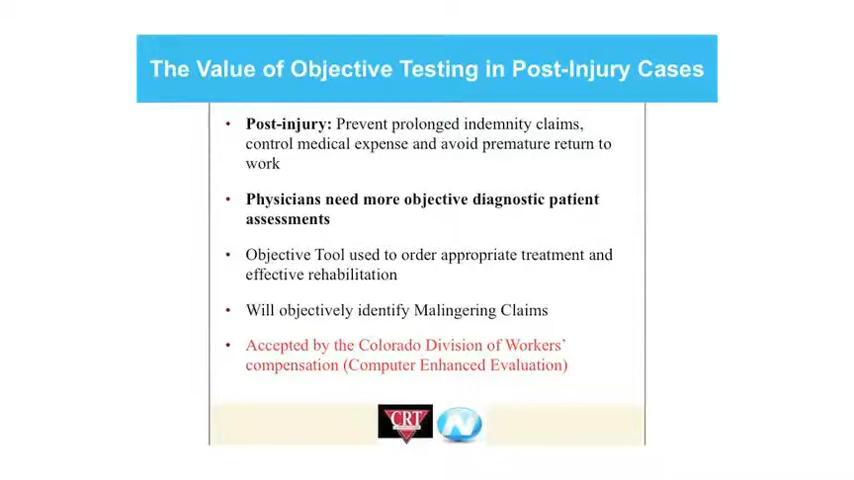 The Value of Objective Testing in Post-Injury Cases
• Post-injury: Prevent prolonged indemnity claims,
control medical expense and avoid premature return to
work
• Physicians need more objective diagnostic patient
assessments
• Objective Tool used to order appropriate treatment and
effective rehabilitation
• Will objectively identify Malingering Claims
• Accepted by the Colorado Division of Workers’
compensation (Computer Enhanced Evaluation)
CRT
N